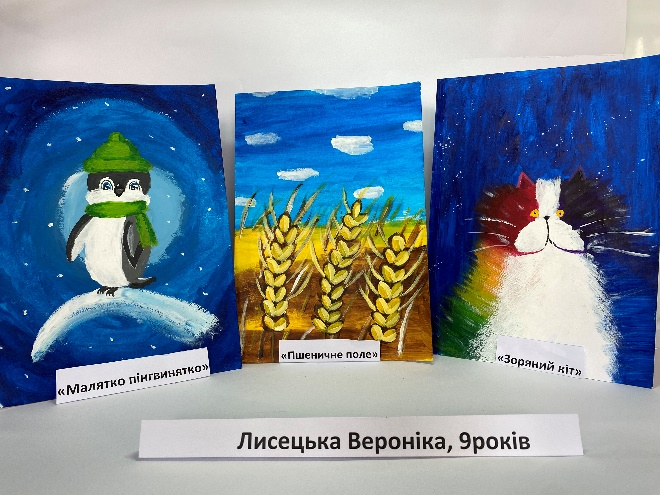 «Малятко пінгвинятко»
«Пшеничне поле»
«Зоряний кіт»
Лисецька Вероніка, 9років